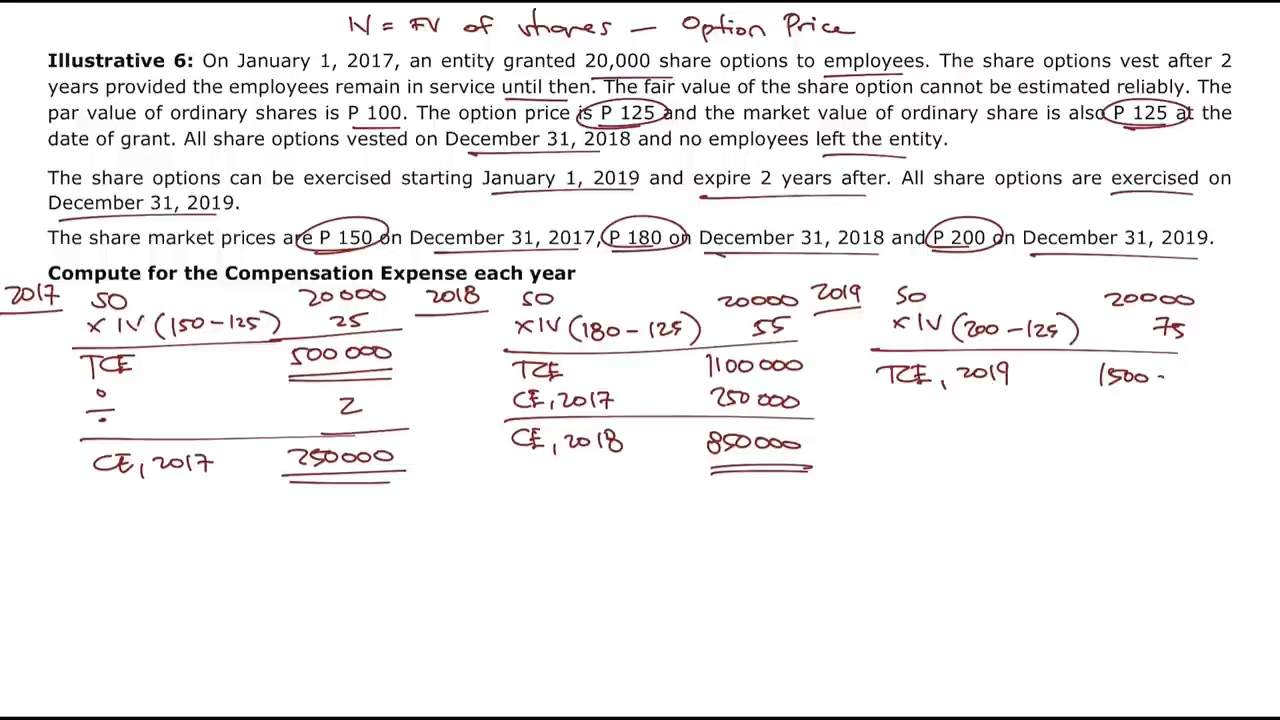 IV = FV of shares — Option Price
Illustrative 6: On January 1, 2017, an entity granted 20,000 share options to employees. The share options vest after 2
years provided the employees remain in service until then. The fair value of the share option cannot be estimated reliably. The
par value of ordinary shares is P 100. The option price is P 125 and the market value of ordinary share is also P 125 at the
date of grant. All share options vested on December 31, 2018 and no employees left the entity.
The share options can be exercised starting January 1, 2019 and expire 2 years after. All share options are exercised on
December 31, 2019.
The share market prices are P 150 on December 31, 2017, P 180 on December 31, 2018 and P 200 on December 31, 2019.
Compute for the Compensation Expense each year
2017 SO 20000
x IV (150-125) 25
TCE 500 000
÷ 2
CE, 2017 250000
2018 SO 20000
x IV (180-125) 55
TCE 1100 000
CE, 2017 250 000
CE, 2018 850000
2019 SO 20000
x IV (200-125) 75
TCE, 2019 1500 -